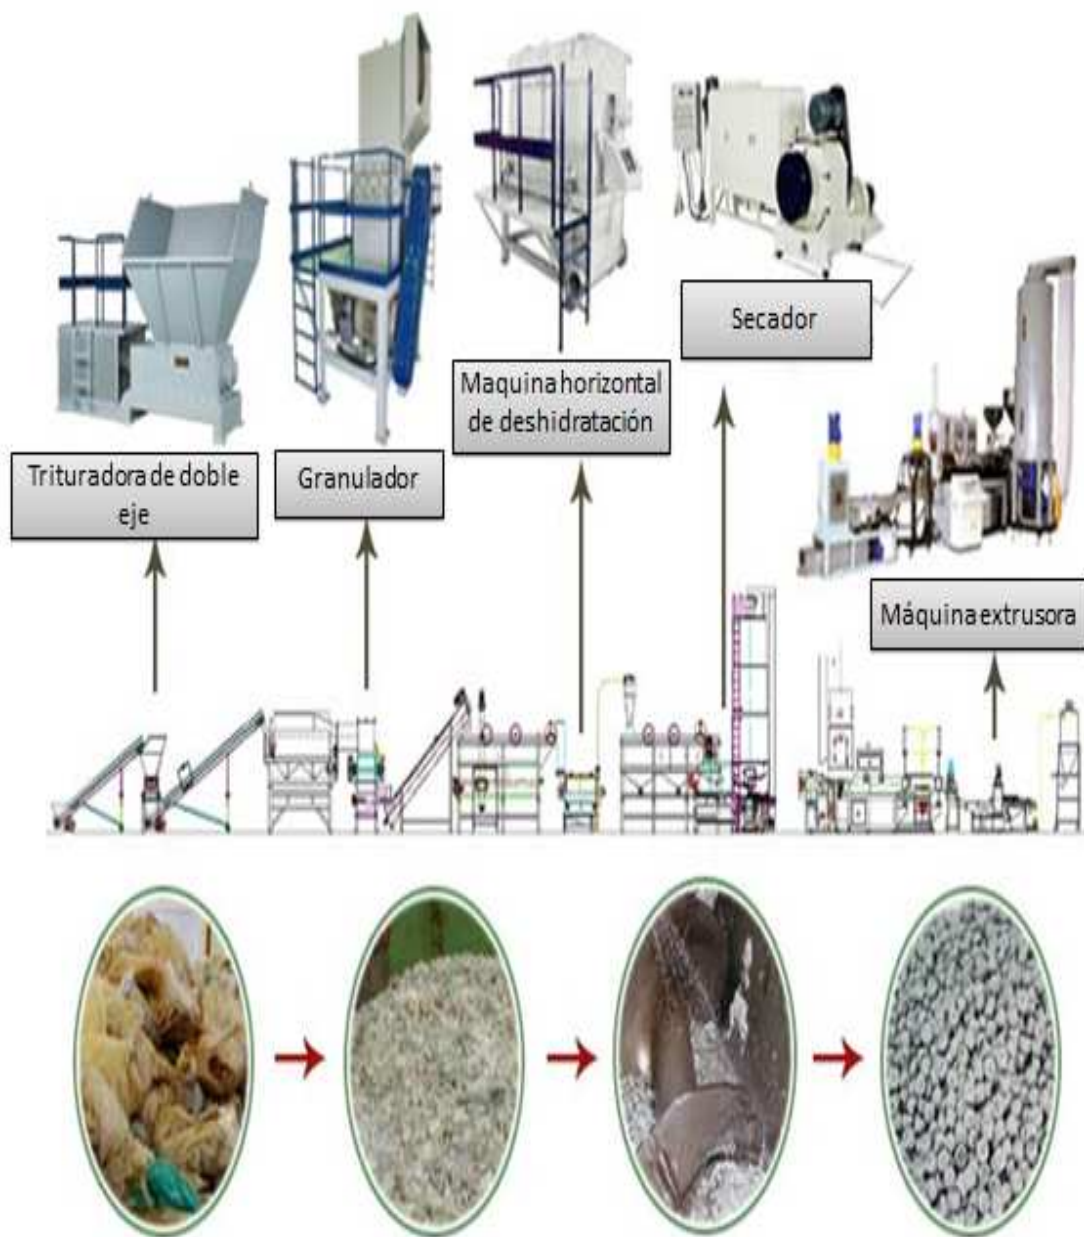 Trituradora de doble
eje
Granulador
Maquina horizontal
de deshidratación
Secador
Máquina extrusora